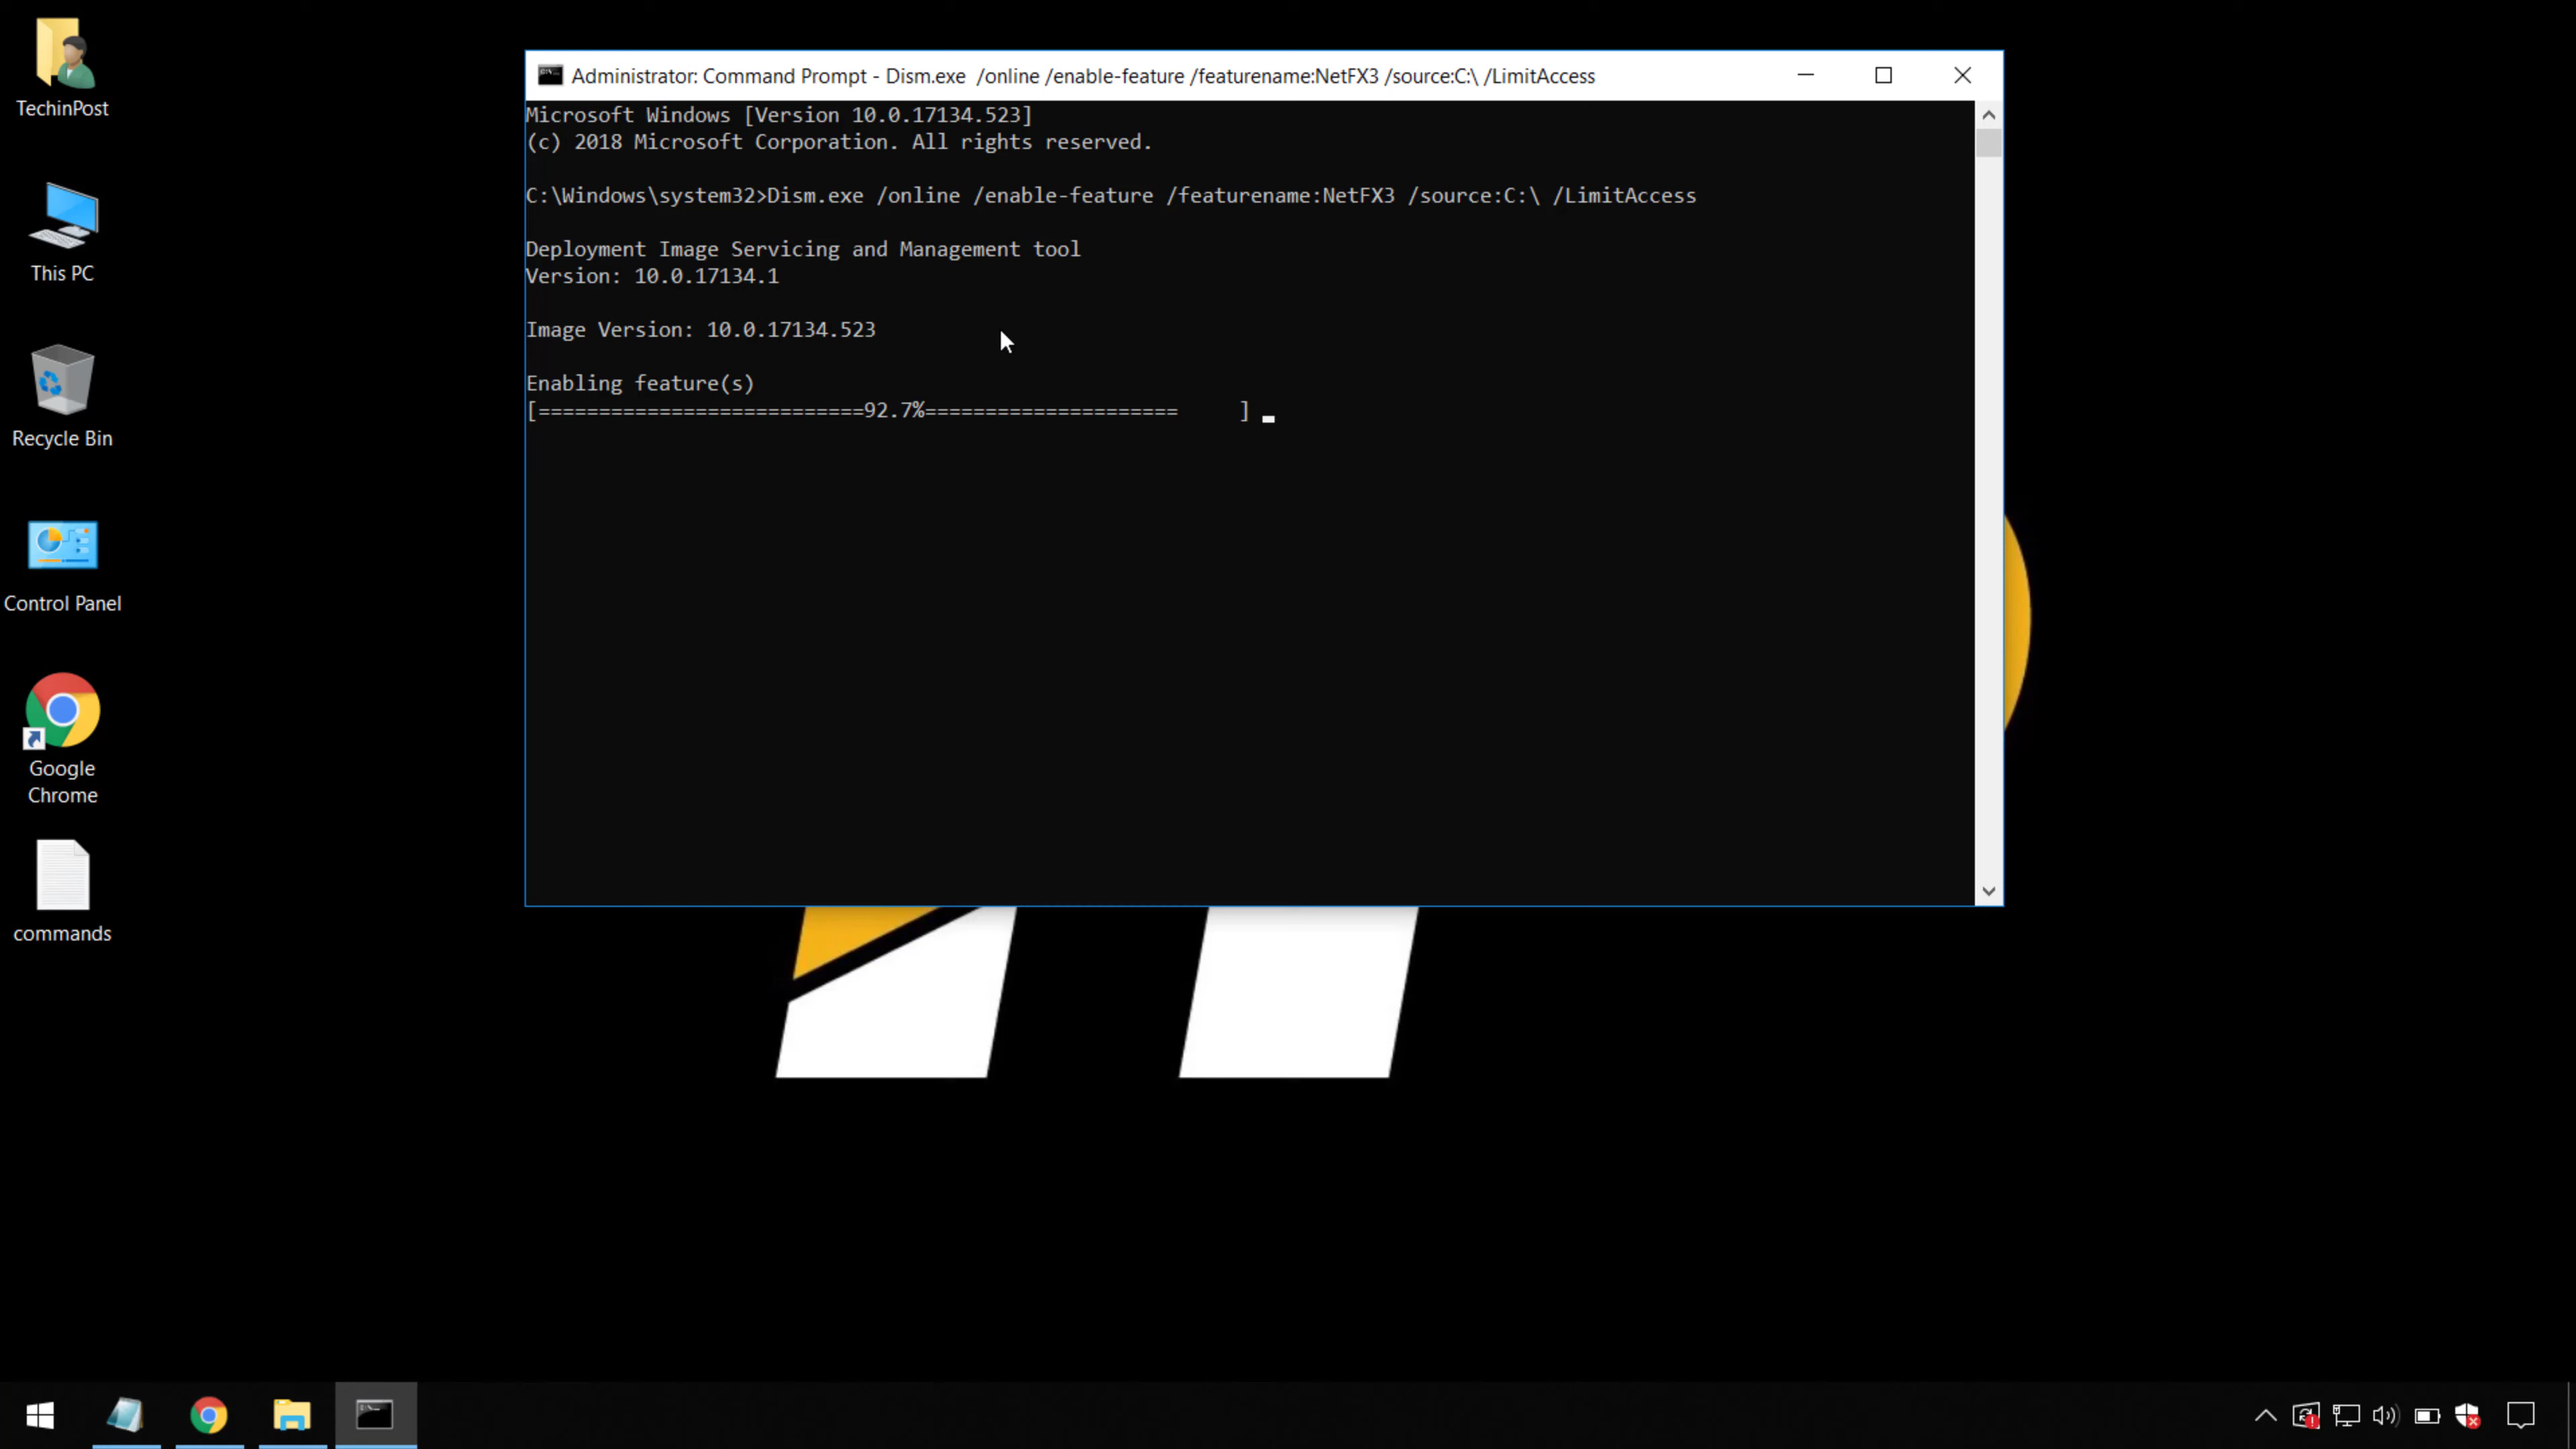 TechinPost
This PC
Recycle Bin
Control Panel
Google
Chrome
commands
Administrator: Command Prompt - Dism.exe  /online /enable-feature /featurename:NetFX3 /source:C:\ /LimitAccess
Microsoft Windows [Version 10.0.17134.523]
(c) 2018 Microsoft Corporation. All rights reserved.
C:\Windows\system32>Dism.exe /online /enable-feature /featurename:NetFX3 /source:C:\ /LimitAccess
Deployment Image Servicing and Management tool
Version: 10.0.17134.1
Image Version: 10.0.17134.523
Enabling feature(s)
[===========================92.7%=====================     ]